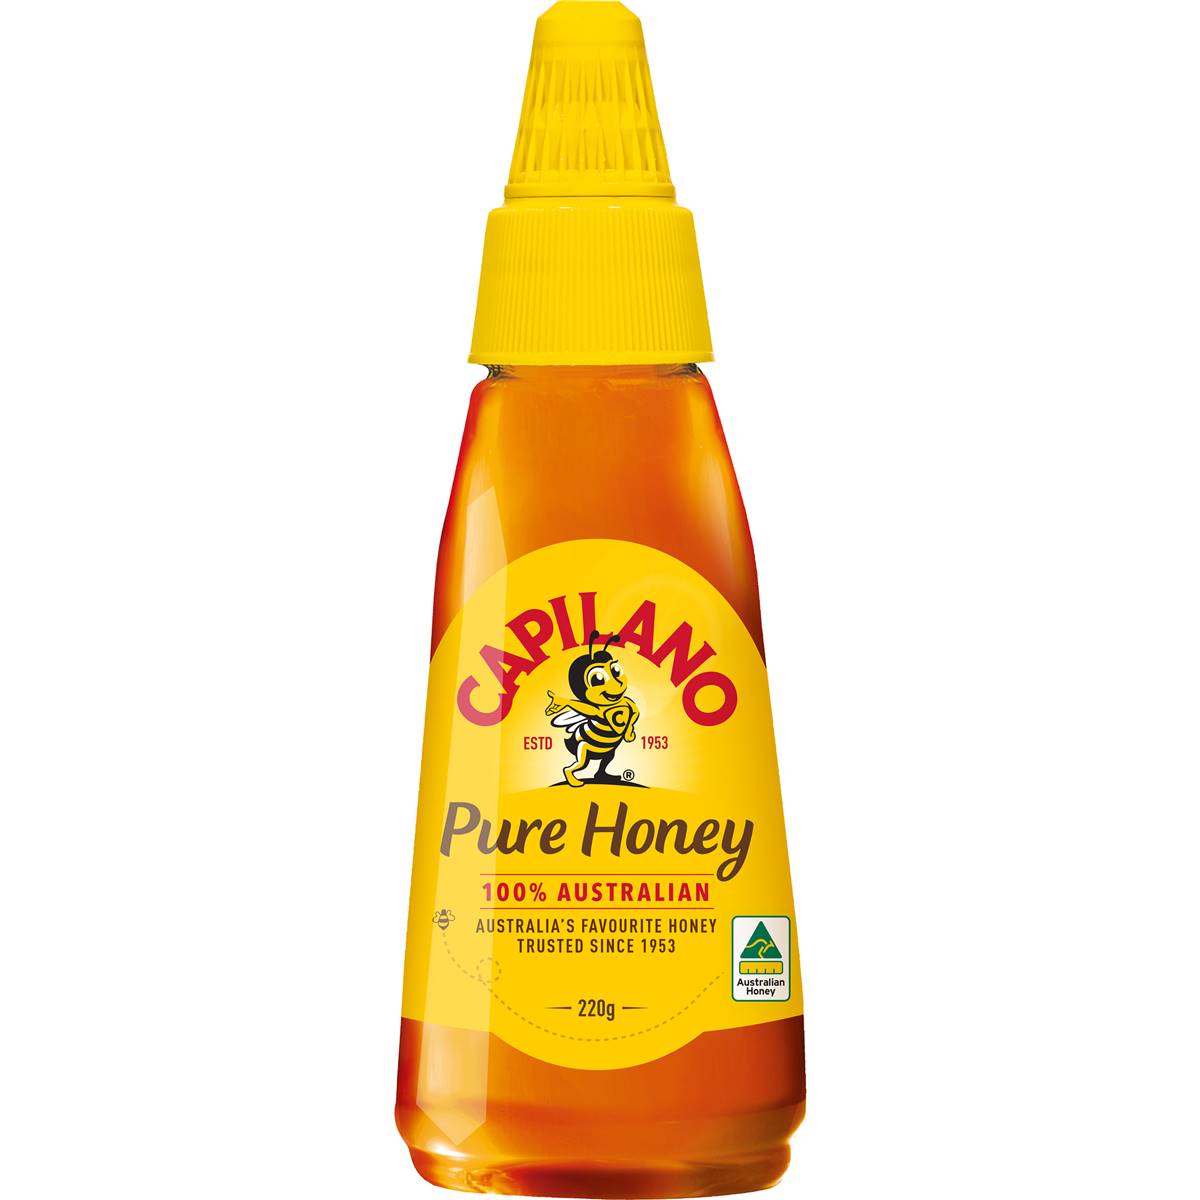 CAPILANO
C
ESTD 1953
®
Pure Honey
100% AUSTRALIAN
AUSTRALIA'S FAVOURITE HONEY
TRUSTED SINCE 1953
Australian
Honey
220g